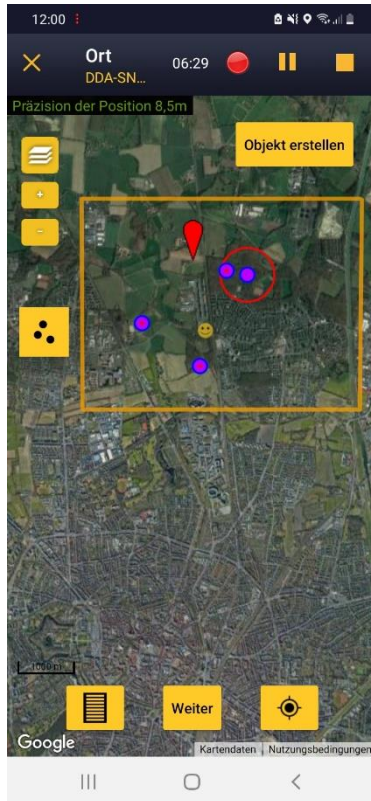 12:00
Ort
DDA-SN...
06:29
Präzision der Position 8,5m
Objekt erstellen
+
-
1000 m
Weiter
Google
Kartendaten
Nutzungsbedingungen